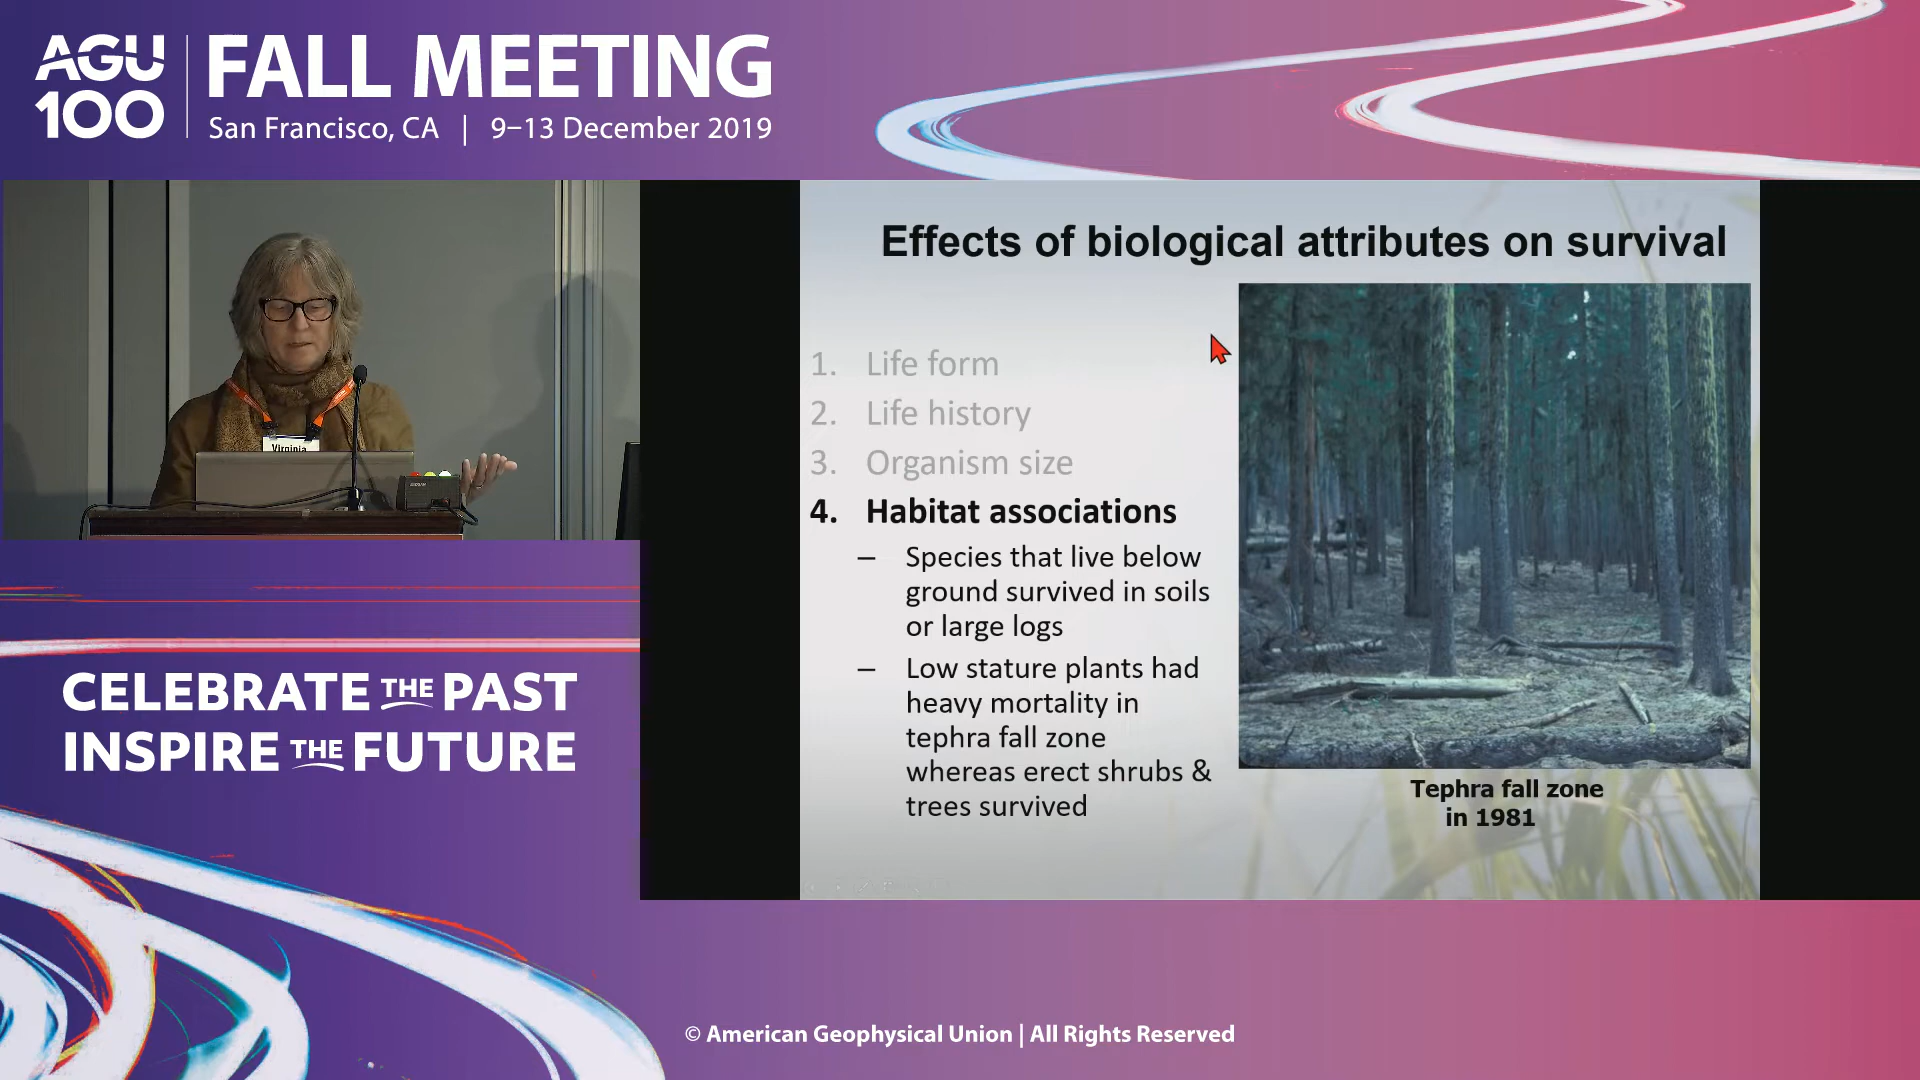 AGU
100
FALL MEETING
San Francisco, CA | 9–13 December 2019
Virginia
Effects of biological attributes on survival
1. Life form
2. Life history
3. Organism size
4. Habitat associations
– Species that live below
ground survived in soils
or large logs
– Low stature plants had
heavy mortality in
tephra fall zone
whereas erect shrubs &
trees survived
Tephra fall zone
in 1981
CELEBRATE THE PAST
INSPIRE THE FUTURE
© American Geophysical Union | All Rights Reserved